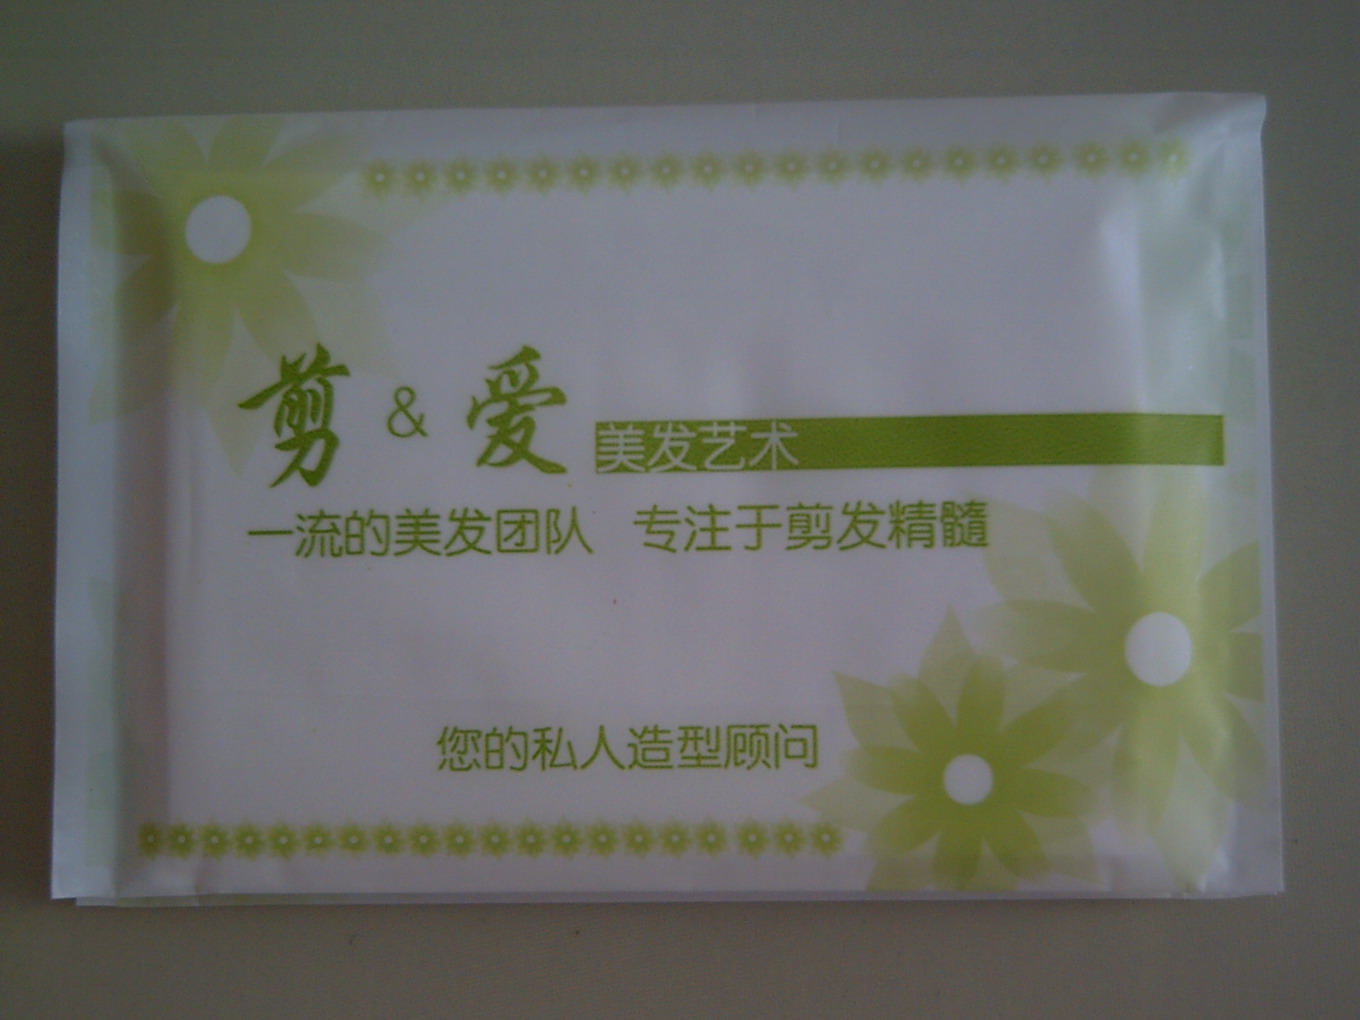 剪 & 爱 美发艺术
一流的美发团队 专注于剪发精髓
您的私人造型顾问